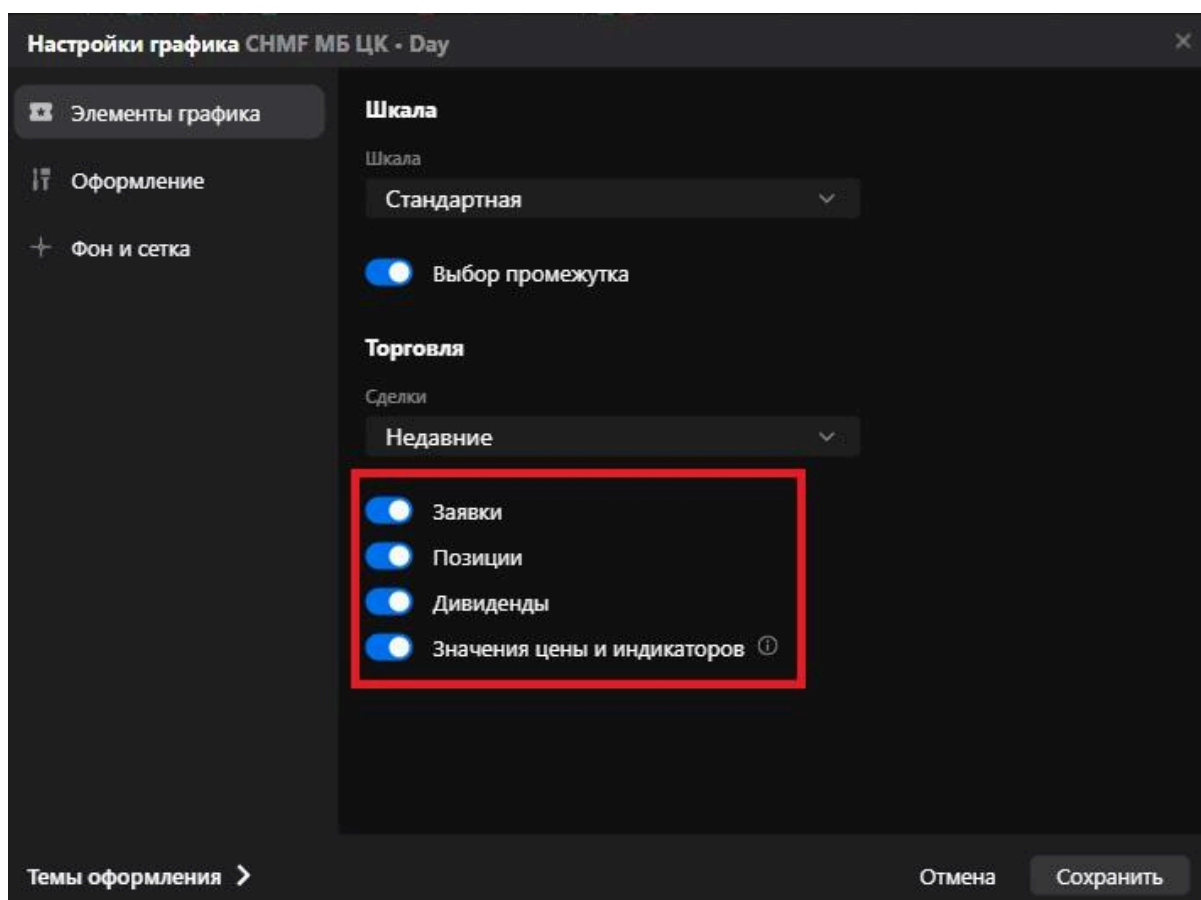 Настройки графика CHMF МБ ЦК • Day
Элементы графика
Оформление
Фон и сетка
Шкала
Шкала
Стандартная
Выбор промежутка
Торговля
Сделки
Недавние
Заявки
Позиции
Дивиденды
Значения цены и индикаторов
Темы оформления
Отмена
Сохранить